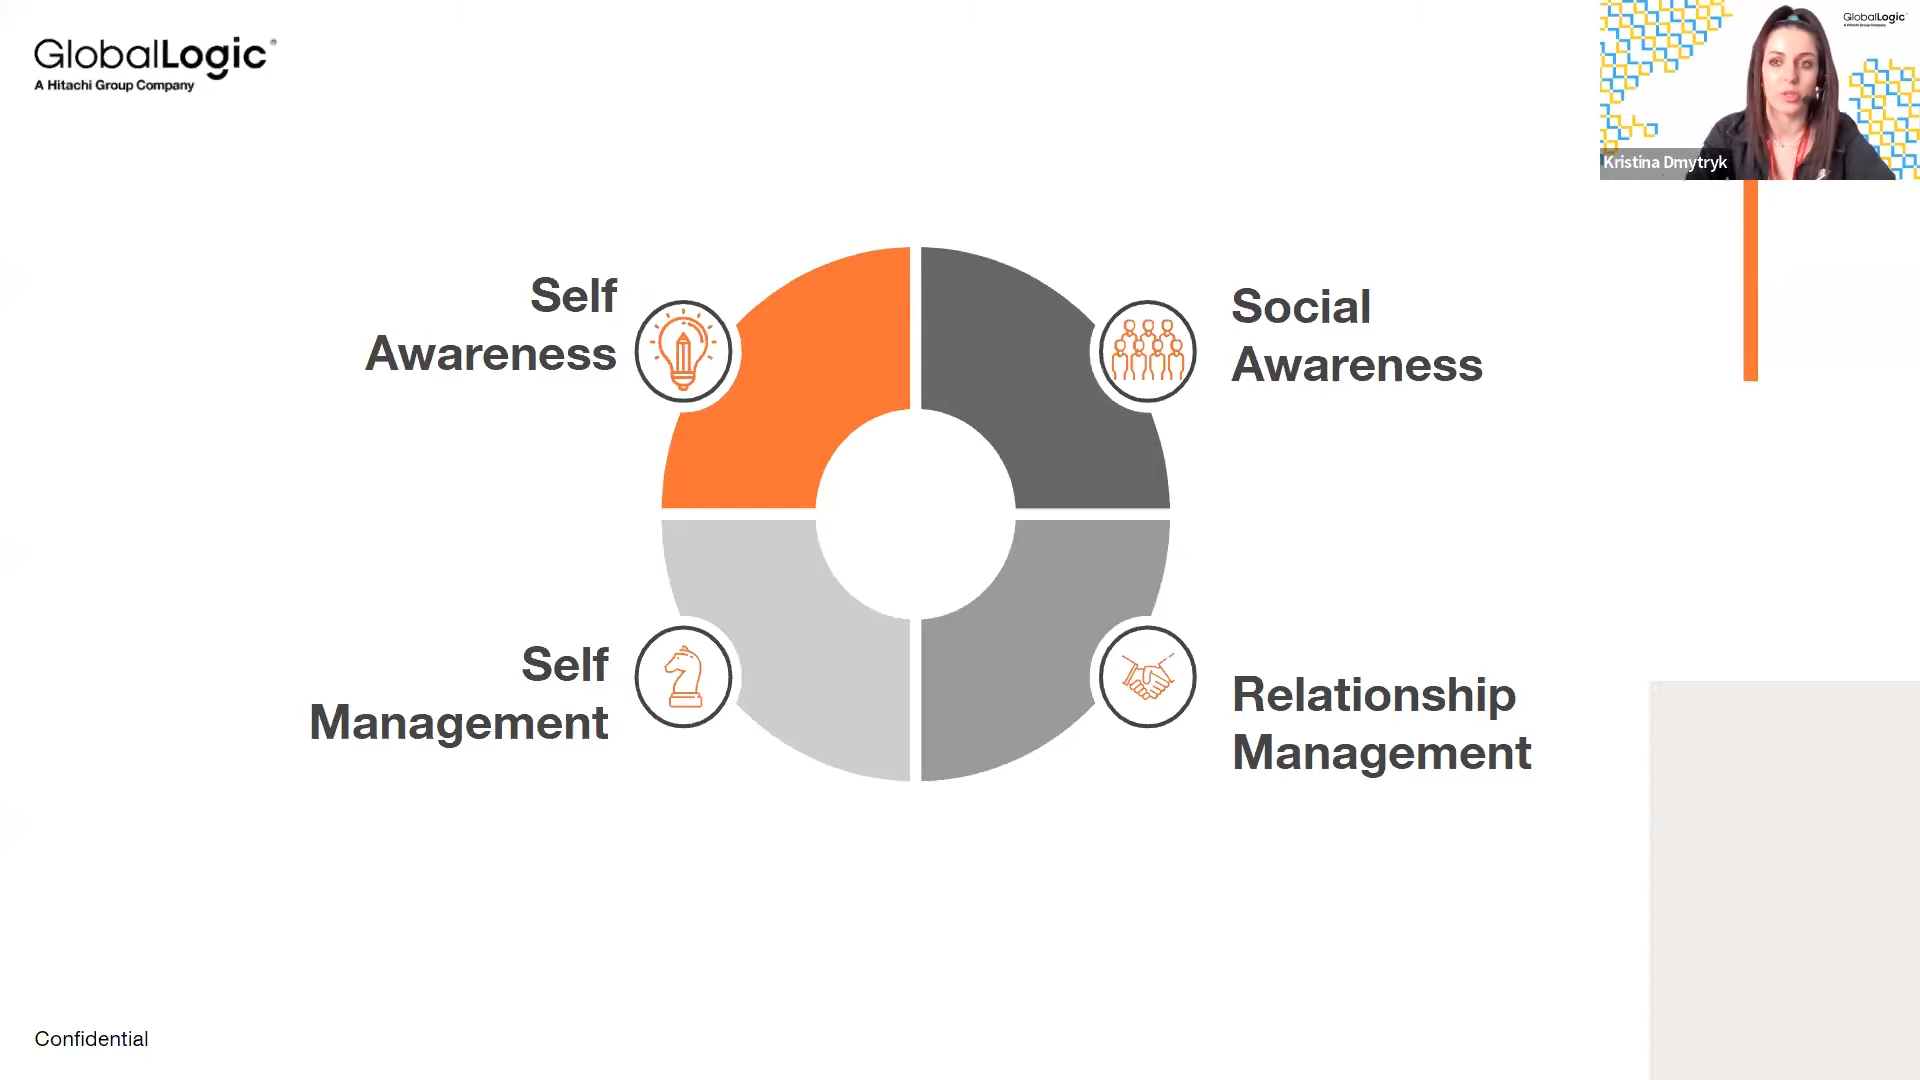 GlobalLogic®
A Hitachi Group Company
GlobalLogic
Kristina Dmytryk
Self
Awareness
Social
Awareness
Self
Management
Relationship
Management
Confidential